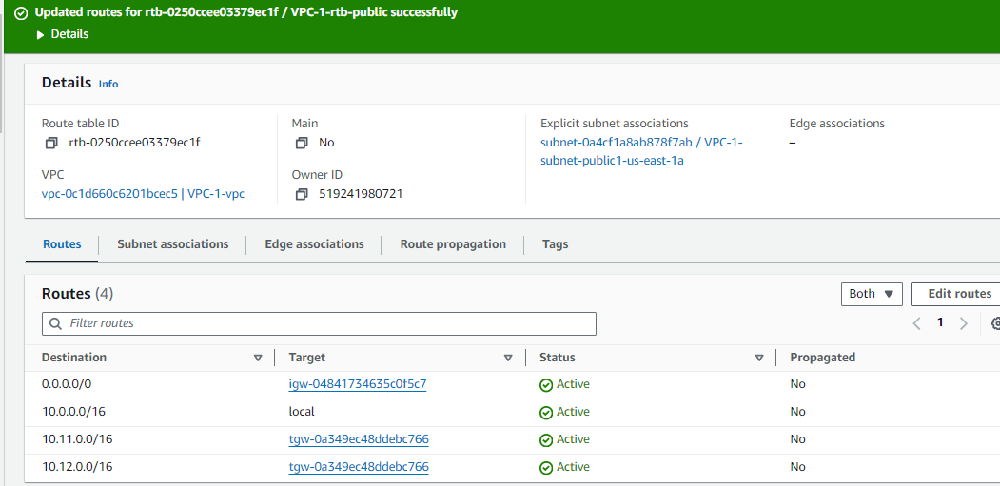 Updated routes for rtb-0250ccee03379ec1f / VPC-1-rtb-public successfully
Details
Details Info
Route table ID
rtb-0250ccee03379ec1f
Main
No
Explicit subnet associations
subnet-0a4cf1a8ab878f7ab / VPC-1-
subnet-public1-us-east-1a
Edge associations
–
VPC
vpc-0c1d660c6201bcec5 | VPC-1-vpc
Owner ID
519241980721
Routes Subnet associations Edge associations Route propagation Tags
Routes (4)
Both Edit routes
Filter routes
1
Destination Target Status Propagated
0.0.0.0/0 igw-04841734635c0f5c7 Active No
10.0.0.0/16 local Active No
10.11.0.0/16 tgw-0a349ec48ddebc766 Active No
10.12.0.0/16 tgw-0a349ec48ddebc766 Active No